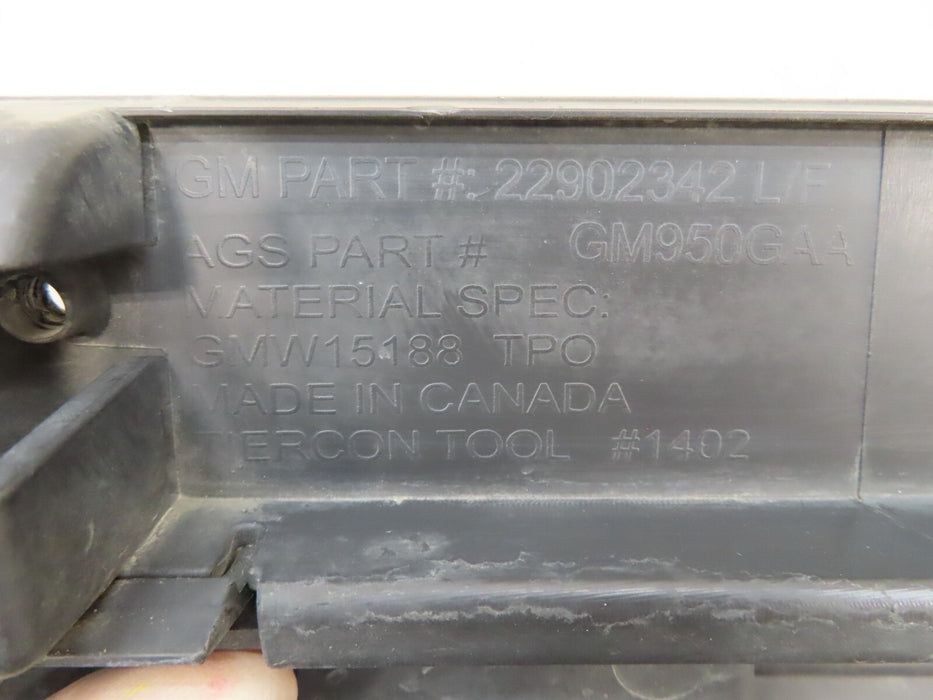 GM PART #: 22902342 L/F
AGS PART # GM950GAA
MATERIAL SPEC:
GMW15188 TPO
MADE IN CANADA
TIERCON TOOL #1402